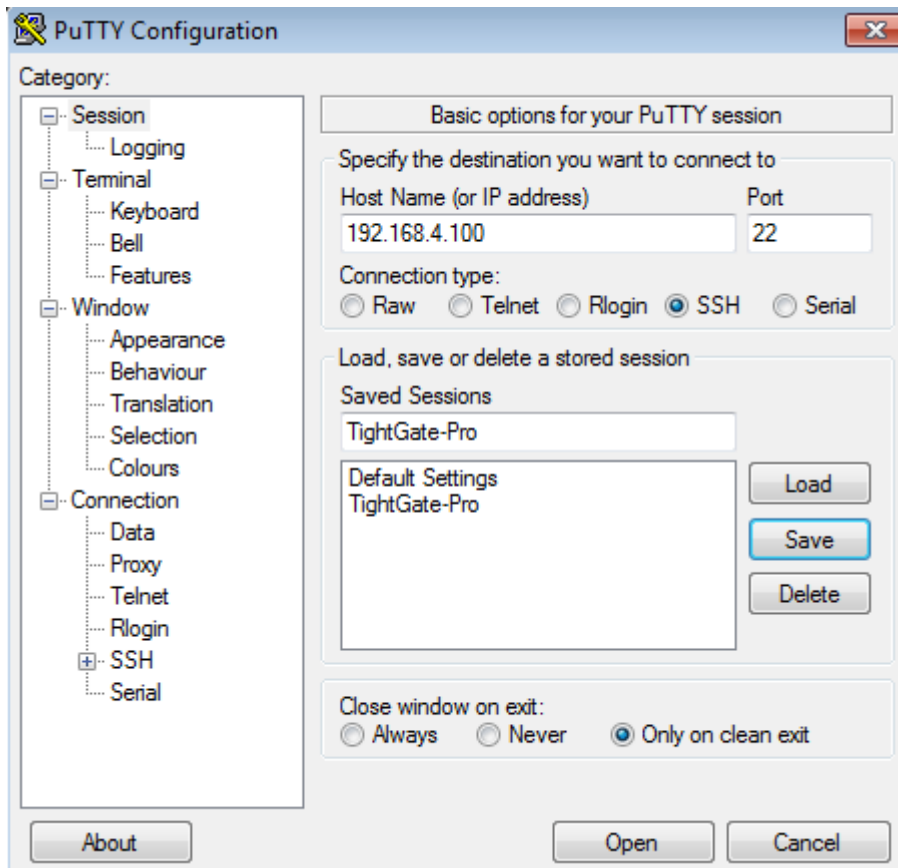 PuTTY Configuration
Category:
Session
Logging
Terminal
Keyboard
Bell
Features
Window
Appearance
Behaviour
Translation
Selection
Colours
Connection
Data
Proxy
Telnet
Rlogin
SSH
Serial
Basic options for your PuTTY session
Specify the destination you want to connect to
Host Name (or IP address) Port
192.168.4.100 22
Connection type:
Raw Telnet Rlogin SSH Serial
Load, save or delete a stored session
Saved Sessions
TightGate-Pro
Default Settings
TightGate-Pro
Load
Save
Delete
Close window on exit:
Always Never Only on clean exit
About Open Cancel